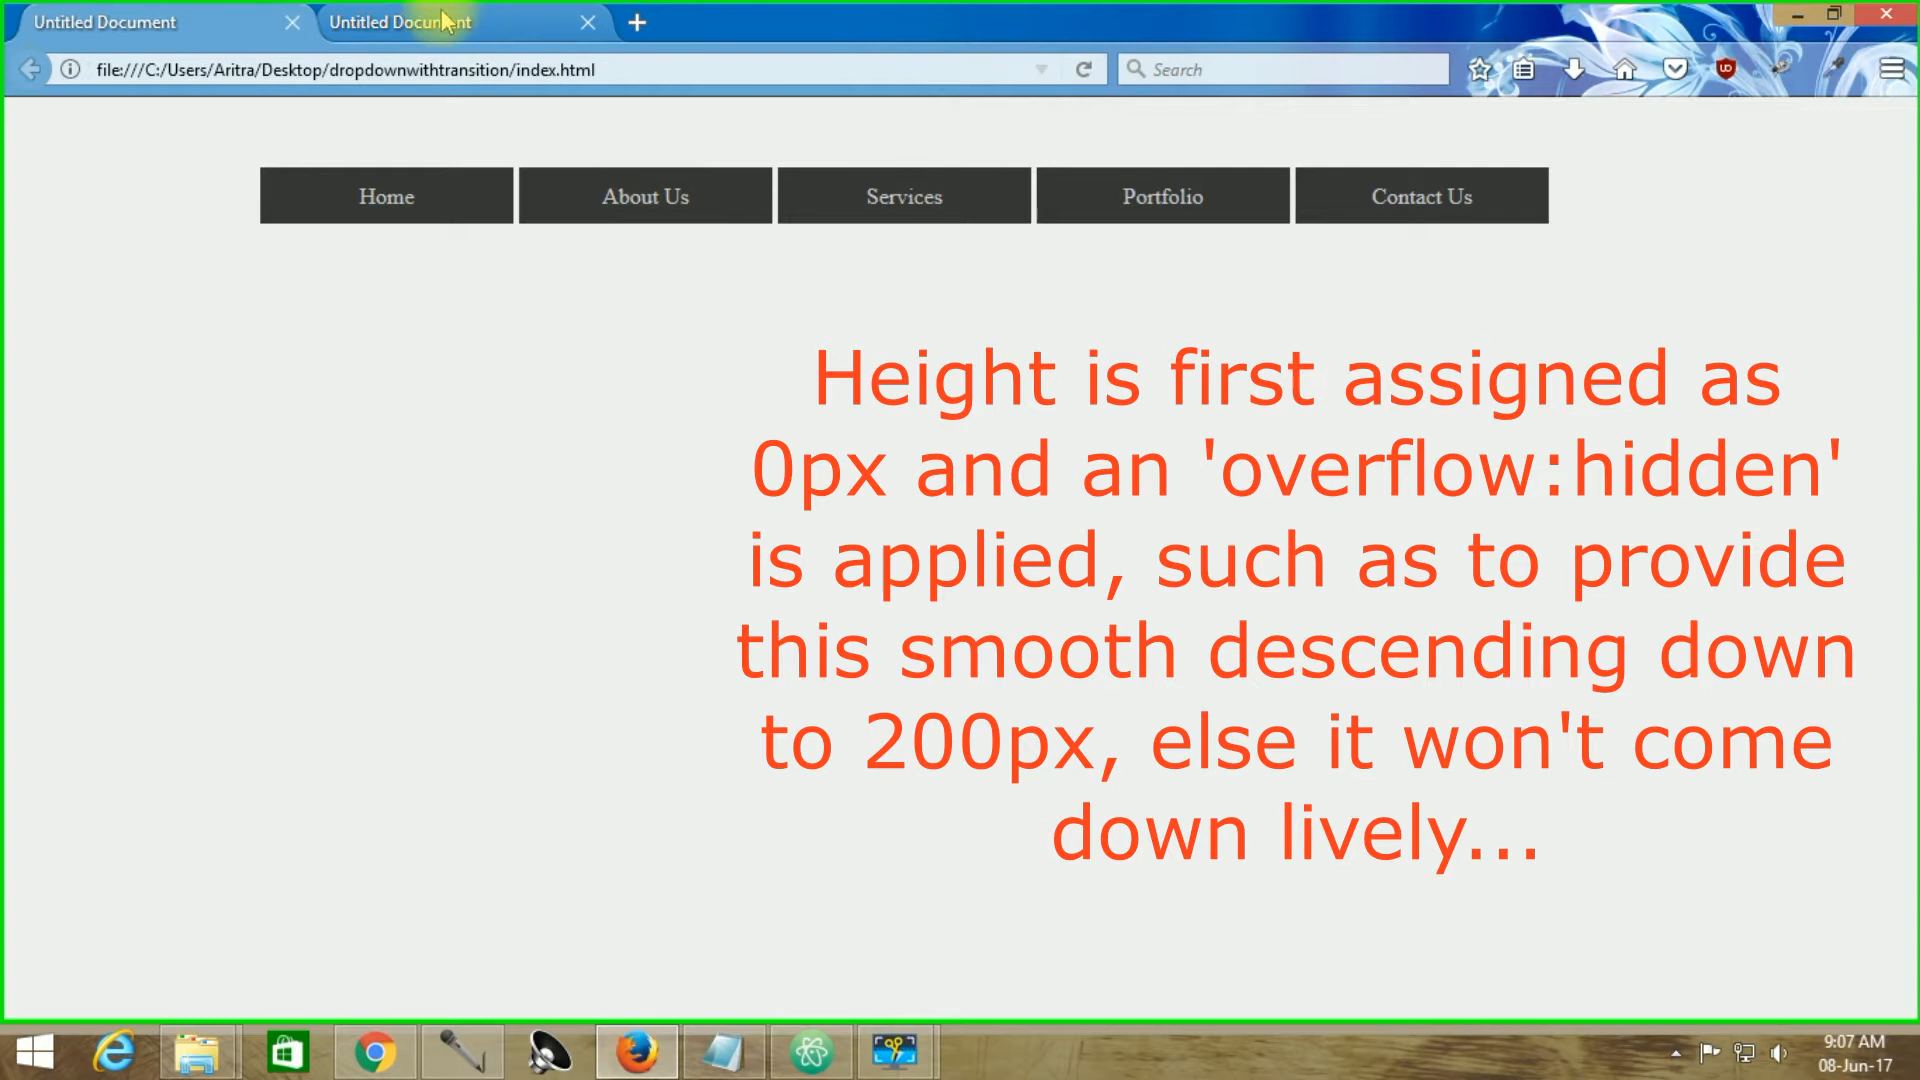 Untitled Document
Untitled Document
file:///C:/Users/Aritra/Desktop/dropdownwithtransition/index.html
Search
Home
About Us
Services
Portfolio
Contact Us
Height is first assigned as
0px and an 'overflow:hidden'
is applied, such as to provide
this smooth descending down
to 200px, else it won't come
down lively...
9:07 AM
08-Jun-17